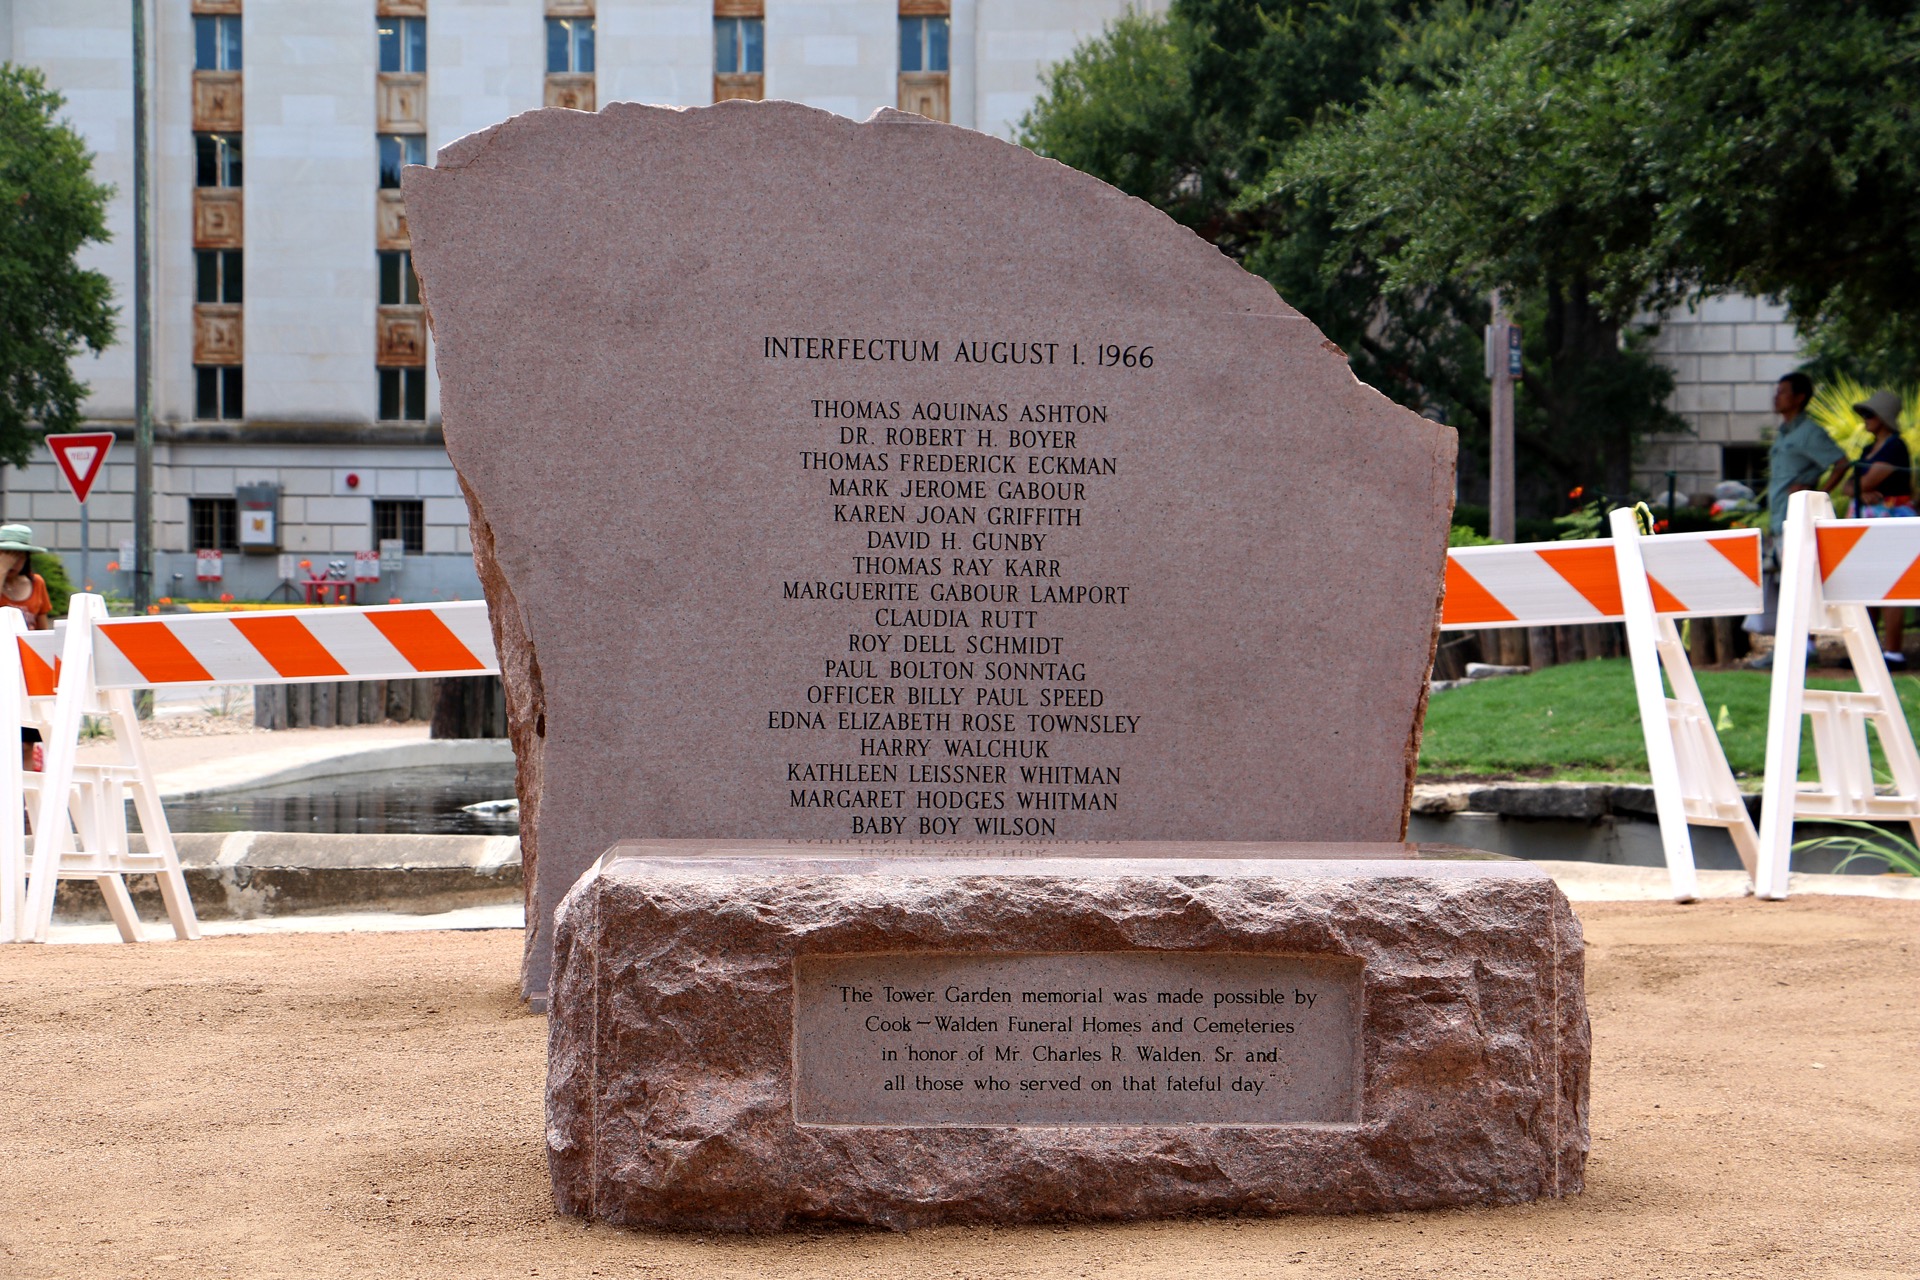 INTERFECTUM AUGUST 1, 1966
THOMAS AQUINAS ASHTON
DR. ROBERT H. BOYER
THOMAS FREDERICK ECKMAN
MARK JEROME GABOUR
KAREN JOAN GRIFFITH
DAVID H. GUNBY
THOMAS RAY KARR
MARGUERITE GABOUR LAMPORT
CLAUDIA RUTT
ROY DELL SCHMIDT
PAUL BOLTON SONNTAG
OFFICER BILLY PAUL SPEED
EDNA ELIZABETH ROSE TOWNSLEY
HARRY WALCHUK
KATHLEEN LEISSNER WHITMAN
MARGARET HODGES WHITMAN
BABY BOY WILSON
"The Tower Garden memorial was made possible by
Cook-Walden Funeral Homes and Cemeteries
in honor of Mr. Charles R. Walden, Sr. and
all those who served on that fateful day."
YIELD